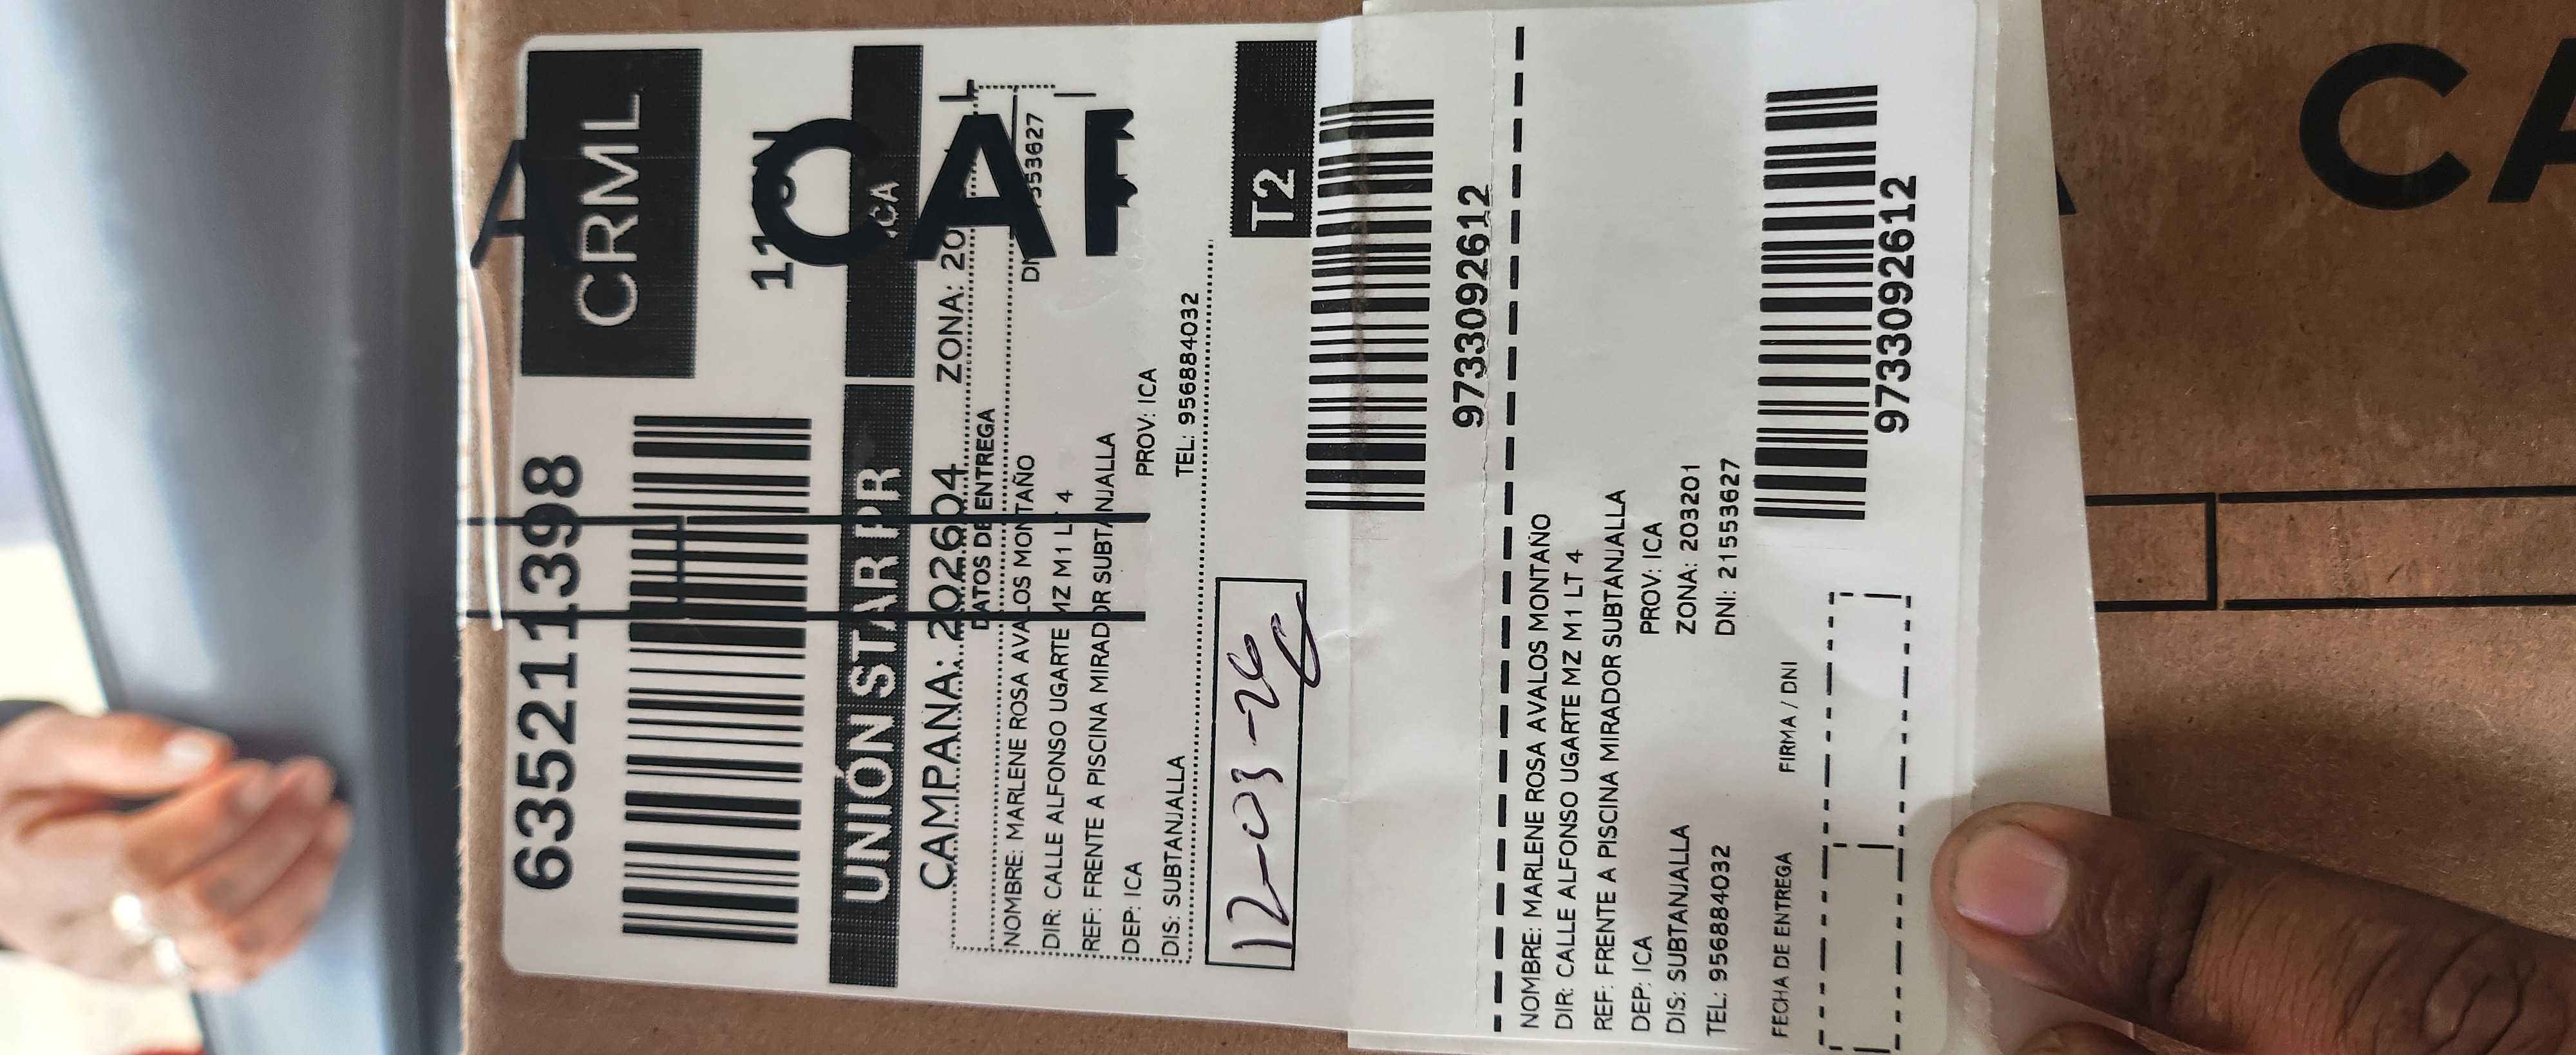 6352111398
CRML
UNIÓN STAR PR
ICA
CAMPAÑA: 202604
ZONA: 20
DATOS DE ENTREGA
NOMBRE: MARLENE ROSA AVALOS MONTAÑO
DIR: CALLE ALFONSO UGARTE MZ M1 LT 4
REF: FRENTE A PISCINA MIRADOR SUBTANJALLA
DEP: ICA PROV: ICA
DIS: SUBTANJALLA TEL: 956884032
12-03-26
T2
9733092612
NOMBRE: MARLENE ROSA AVALOS MONTAÑO
DIR: CALLE ALFONSO UGARTE MZ M1 LT 4
REF: FRENTE A PISCINA MIRADOR SUBTANJALLA
DEP: ICA PROV: ICA
DIS: SUBTANJALLA ZONA: 203201
TEL: 956884032 DNI: 21553627
FECHA DE ENTREGA FIRMA / DNI
9733092612
CA